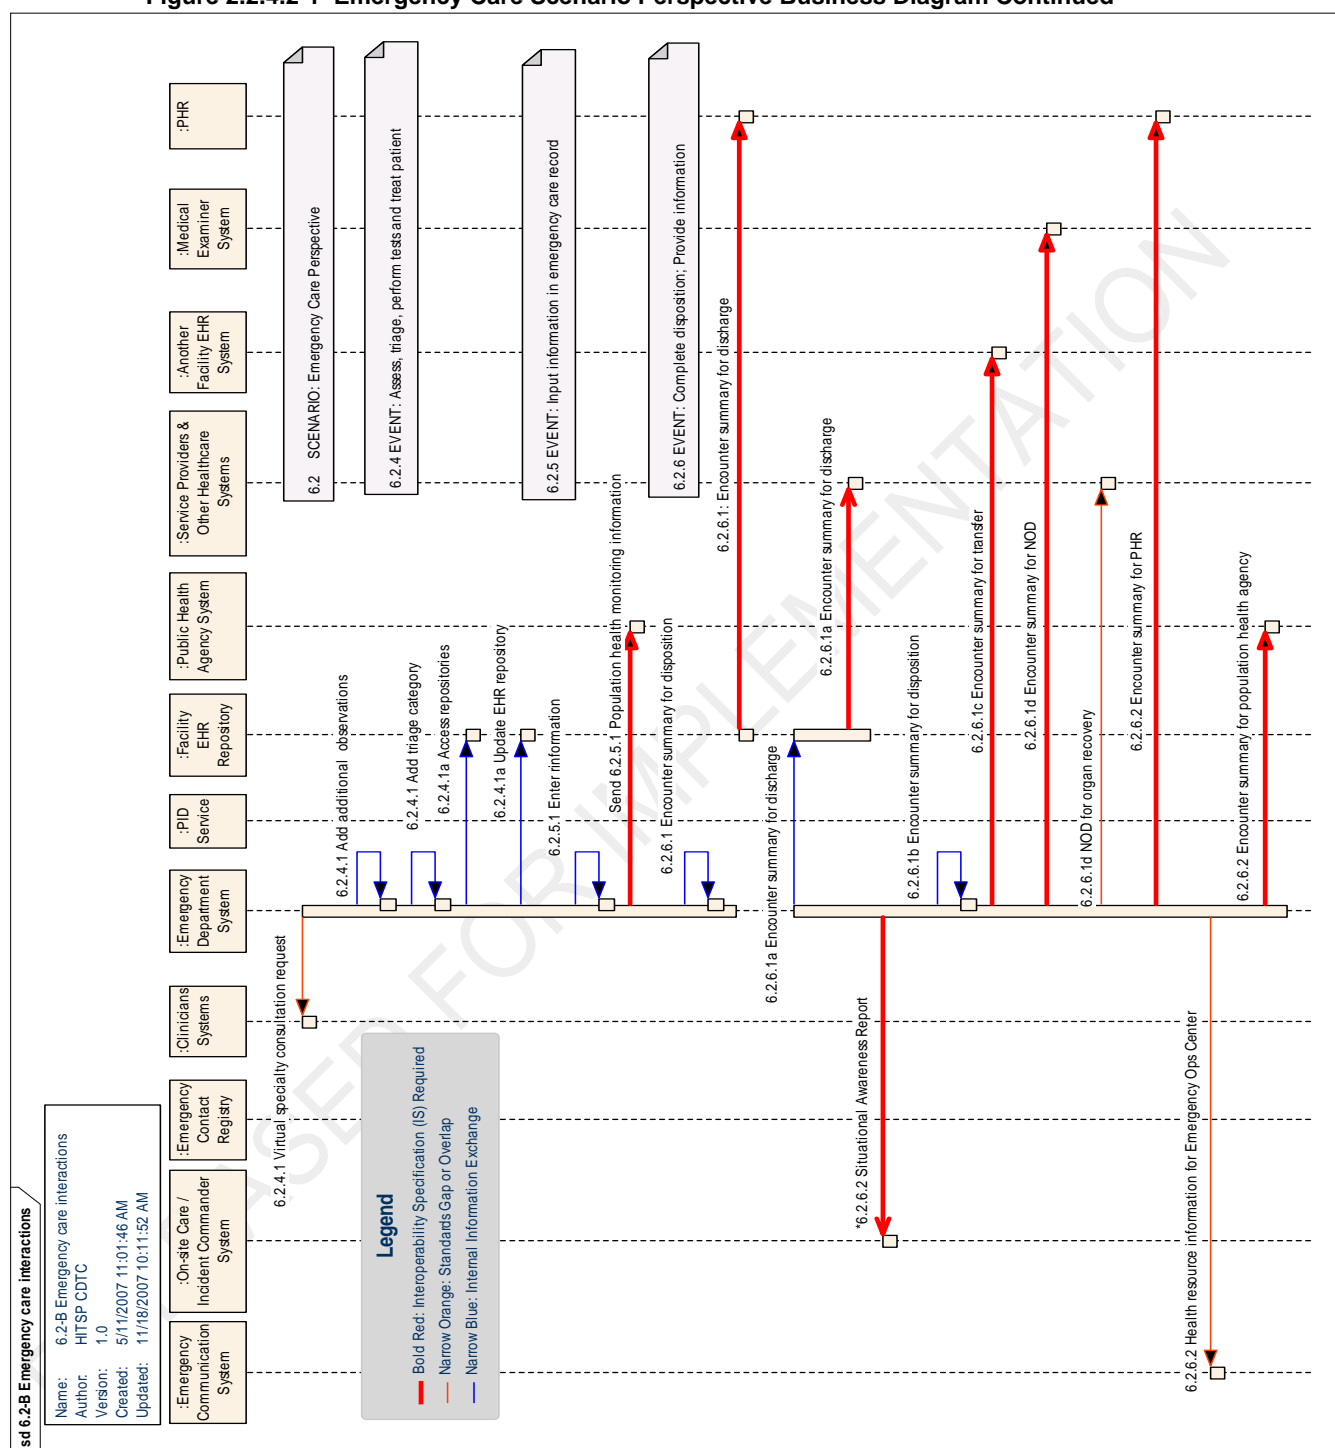 Figure 2.2.4.2-1 Emergency Care Scenario Perspective Business Diagram Continued
sd 6.2-B Emergency care interactions
Name: 6.2-B Emergency care interactions
Author: HITSP CDTC
Version: 1.0
Created: 5/11/2007 11:01:46 AM
Updated: 11/18/2007 10:11:52 AM
:Emergency
Communication
System
:On-site Care /
Incident Commander
System
:Emergency
Contact
Registry
:Clinicians
Systems
:Emergency
Department
System
:PID
Service
:Facility
EHR
Repository
:Public Health
Agency System
:Service Providers &
Other Healthcare
Systems
:Another
Facility EHR
System
:Medical
Examiner
System
:PHR
6.2 SCENARIO: Emergency Care Perspective
6.2.4 EVENT: Assess, triage, perform tests and treat patient
6.2.5 EVENT: Input information in emergency care record
6.2.6 EVENT: Complete disposition; Provide information
6.2.4.1 Virtual specialty consultation request
6.2.4.1 Add additional observations
6.2.4.1 Add triage category
6.2.4.1a Access repositories
6.2.4.1a Update EHR repository
6.2.5.1 Enter rinformation
Send 6.2.5.1 Population health monitoring information
6.2.6.1 Encounter summary for disposition
6.2.6.1: Encounter summary for discharge
6.2.6.1a Encounter summary for discharge
6.2.6.1a Encounter summary for discharge
*6.2.6.2 Situational Awareness Report
6.2.6.1b Encounter summary for disposition
6.2.6.1c Encounter summary for transfer
6.2.6.1d Encounter summary for NOD
6.2.6.1d NOD for organ recovery
6.2.6.2 Encounter summary for PHR
6.2.6.2 Health resource information for Emergency Ops Center
6.2.6.2 Encounter summary for population health agency
Legend
Bold Red: Interoperability Specification (IS) Required
Narrow Orange: Standards Gap or Overlap
Narrow Blue: Internal Information Exchange
FOR IMPLEMENTATION